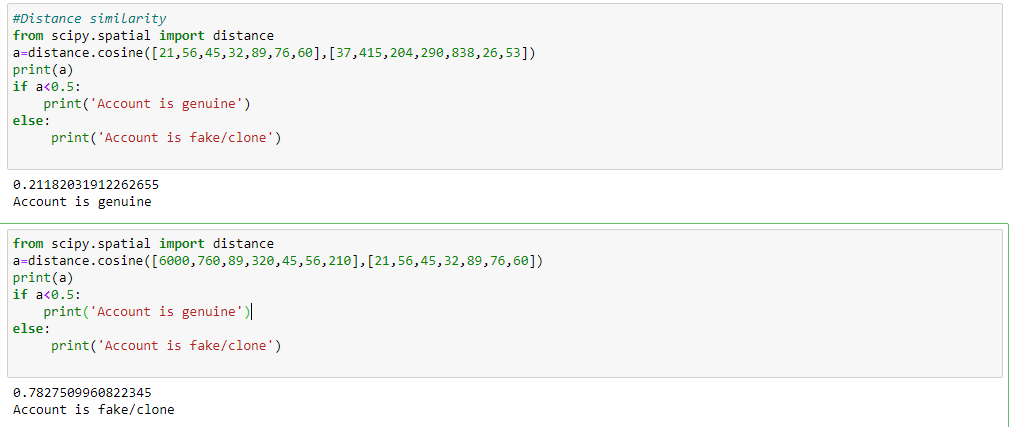 #Distance similarity
from scipy.spatial import distance
a=distance.cosine([21,56,45,32,89,76,60],[37,415,204,290,838,26,53])
print(a)
if a<0.5:
    print('Account is genuine')
else:
     print('Account is fake/clone')
0.21182031912262655
Account is genuine
from scipy.spatial import distance
a=distance.cosine([6000,760,89,320,45,56,210],[21,56,45,32,89,76,60])
print(a)
if a<0.5:
    print('Account is genuine')
else:
     print('Account is fake/clone')
0.7827509960822345
Account is fake/clone